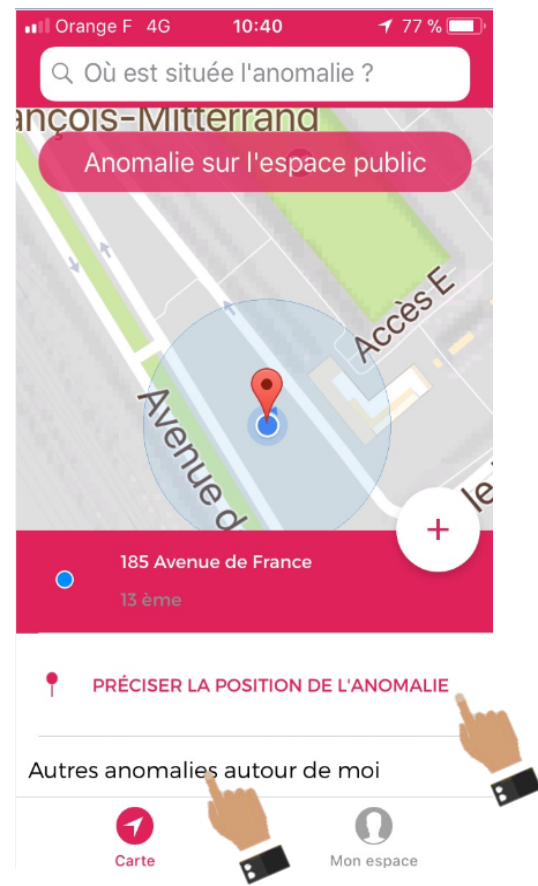 Orange F 4G 10:40 77 %
Où est située l'anomalie ?
ançois-Mitterrand
Anomalie sur l'espace public
Accès E
Avenue d
le
+
185 Avenue de France
13 ème
PRÉCISER LA POSITION DE L'ANOMALIE
Autres anomalies autour de moi
Carte Mon espace